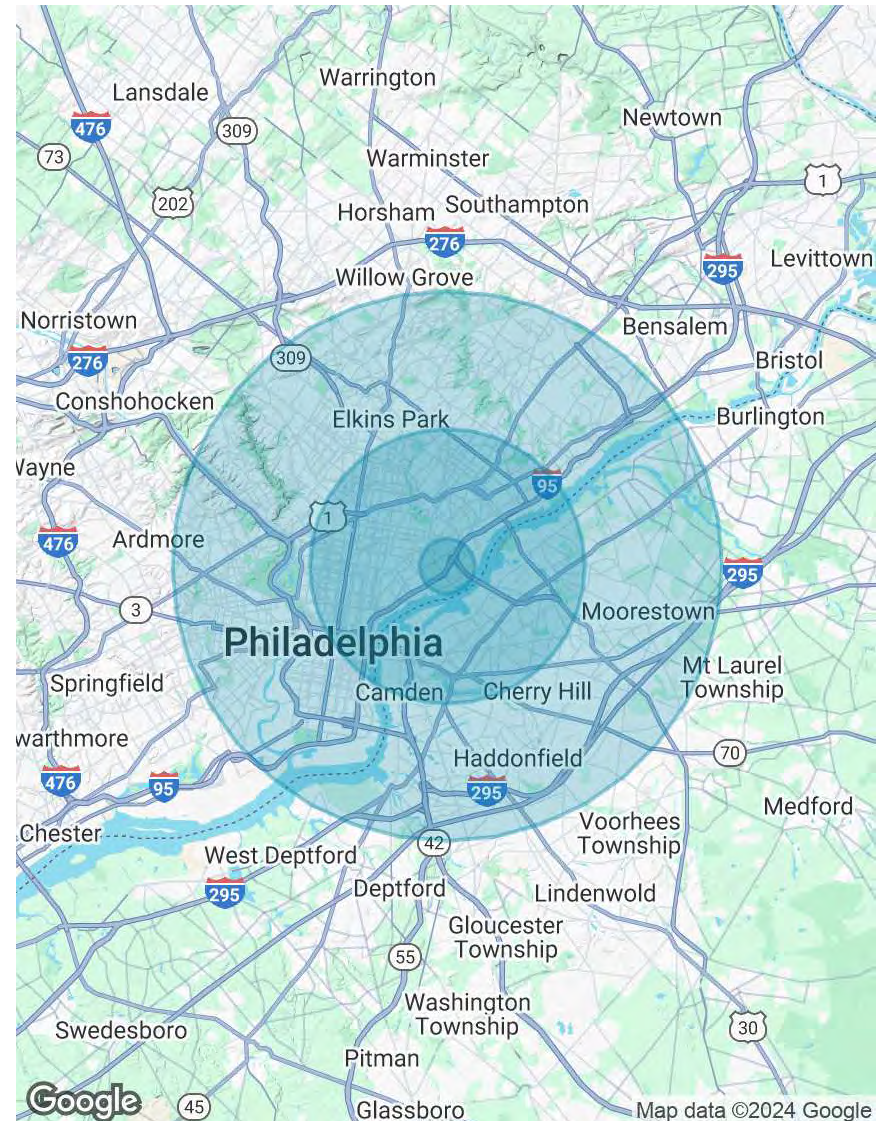 Warrington
Lansdale
476
309
Newtown
73
Warminster
1
202
Horsham
Southampton
276
295
Levittown
Willow Grove
Norristown
Bensalem
309
276
Bristol
Conshohocken
Elkins Park
Burlington
Wayne
95
1
Ardmore
476
295
3
Moorestown
Philadelphia
Mt Laurel
Township
Springfield
Camden
Cherry Hill
warthmore
70
Haddonfield
476
95
295
Medford
Chester
Voorhees
Township
42
West Deptford
295
Deptford
Lindenwold
Gloucester
Township
55
Washington
Township
Swedesboro
30
Pitman
Google
45
Glassboro
Map data ©2024 Google